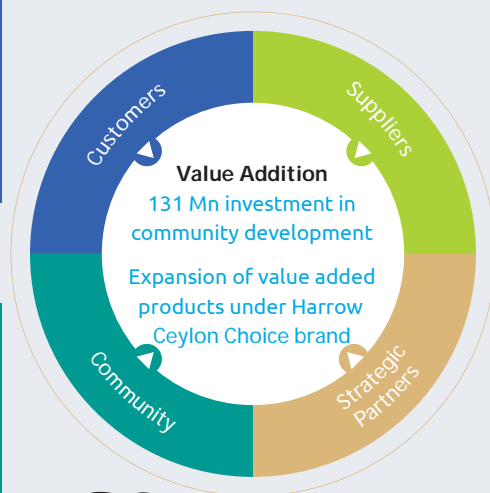 Customers
Suppliers
Value Addition
131 Mn investment in
community development
Expansion of value added
products under Harrow
Ceylon Choice brand
Community
Strategic
Partners